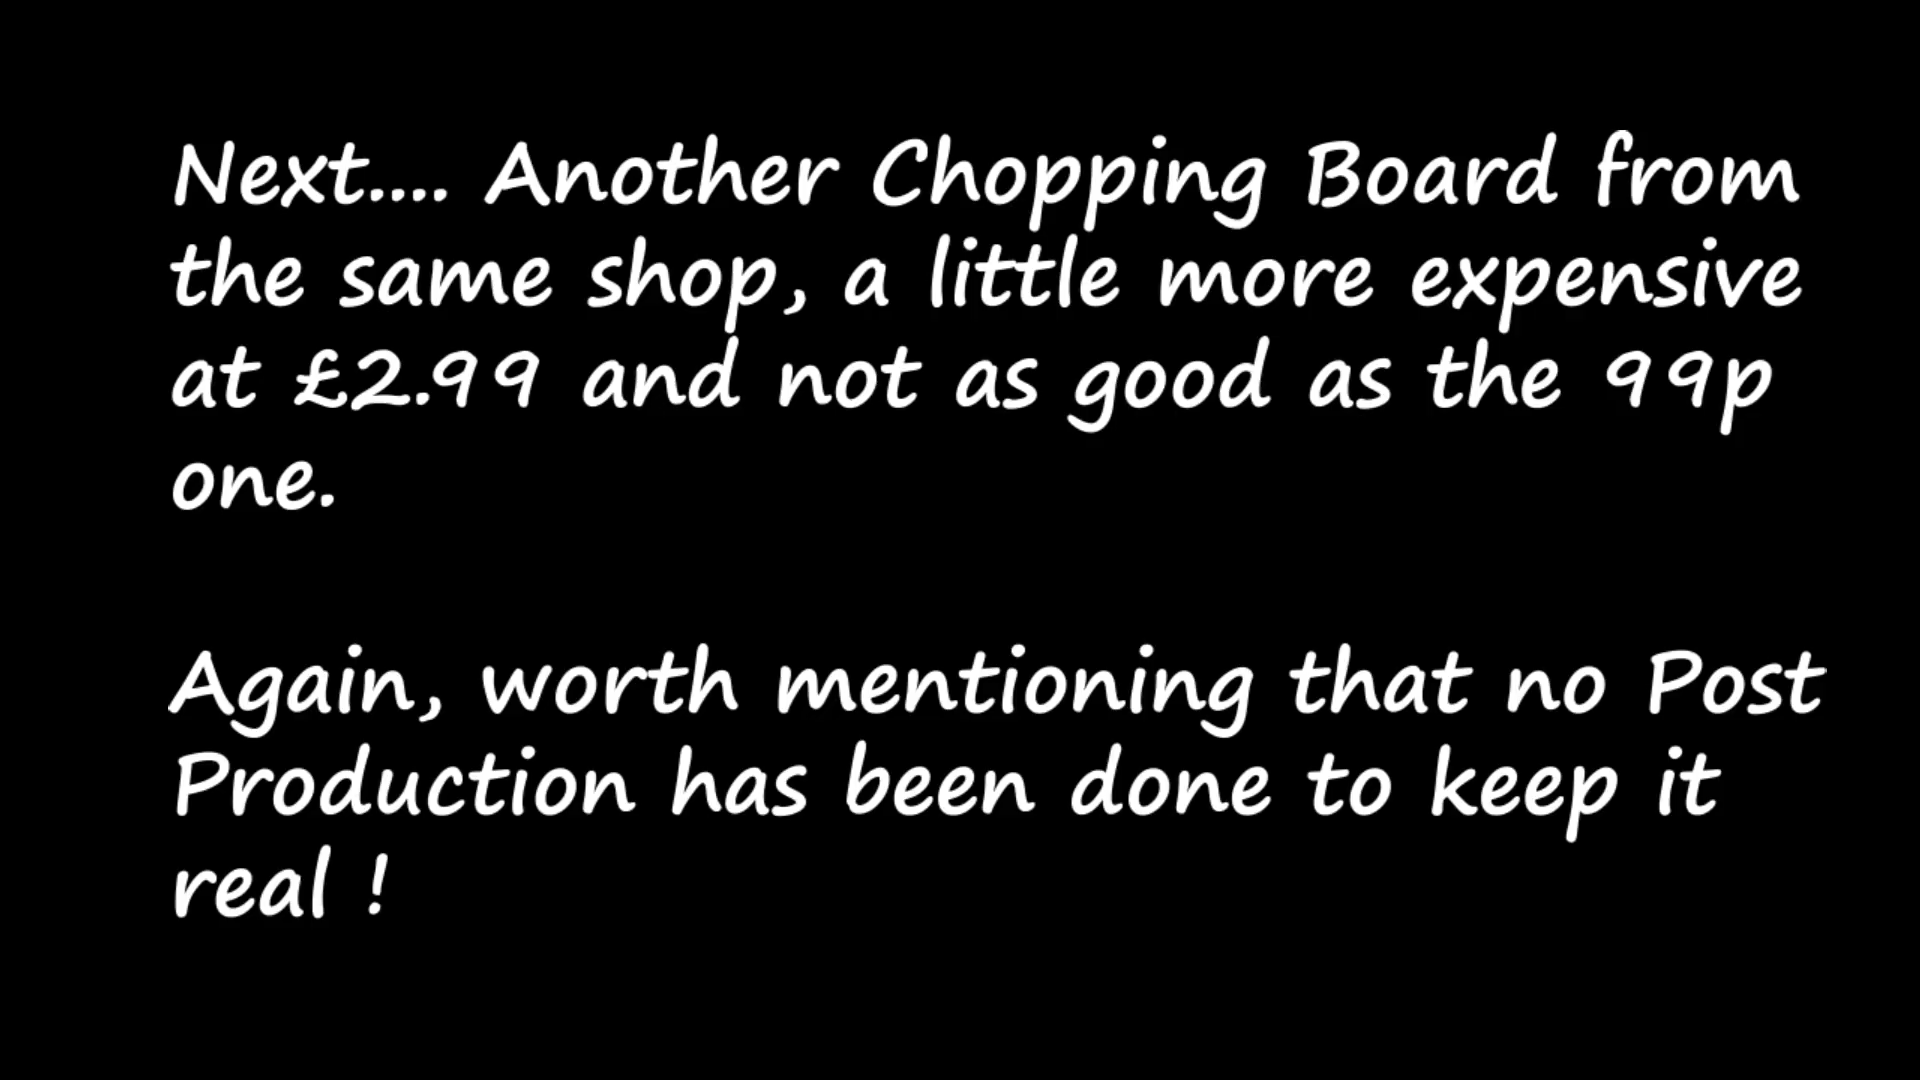 Next.... Another Chopping Board from
the same shop, a little more expensive
at £2.99 and not as good as the 99p
one.
Again, worth mentioning that no Post
Production has been done to keep it
real !